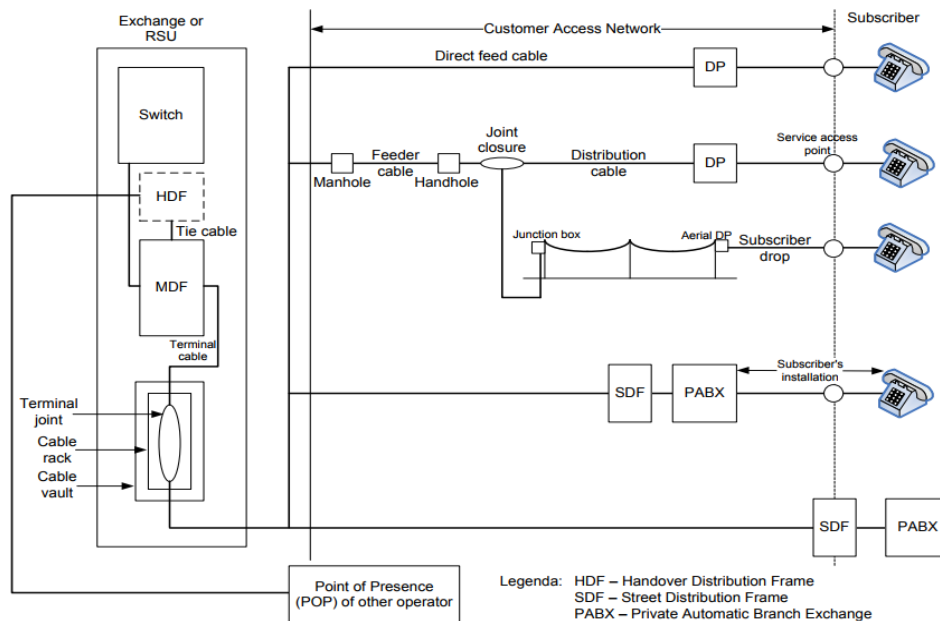 Exchange or
RSU
Customer Access Network
Subscriber
Direct feed cable
DP
Switch
Joint
closure
Feeder
cable
Distribution
cable
DP
Service access
point
Manhole
Handhole
HDF
Tie cable
Junction box
Aerial DP
Subscriber
drop
MDF
Terminal
cable
Subscriber's
installation
SDF
PABX
Terminal
joint
Cable
rack
Cable
vault
SDF
PABX
Point of Presence
(POP) of other operator
Legenda: HDF – Handover Distribution Frame
SDF – Street Distribution Frame
PABX – Private Automatic Branch Exchange